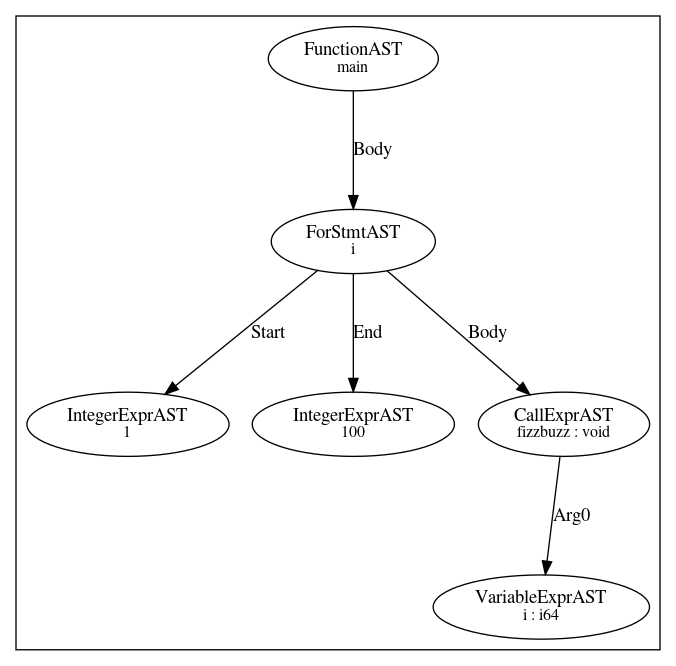 FunctionAST
main
Body
ForStmtAST
i
Start
End
Body
IntegerExprAST
1
IntegerExprAST
100
CallExprAST
fizzbuzz : void
Arg0
VariableExprAST
i : i64